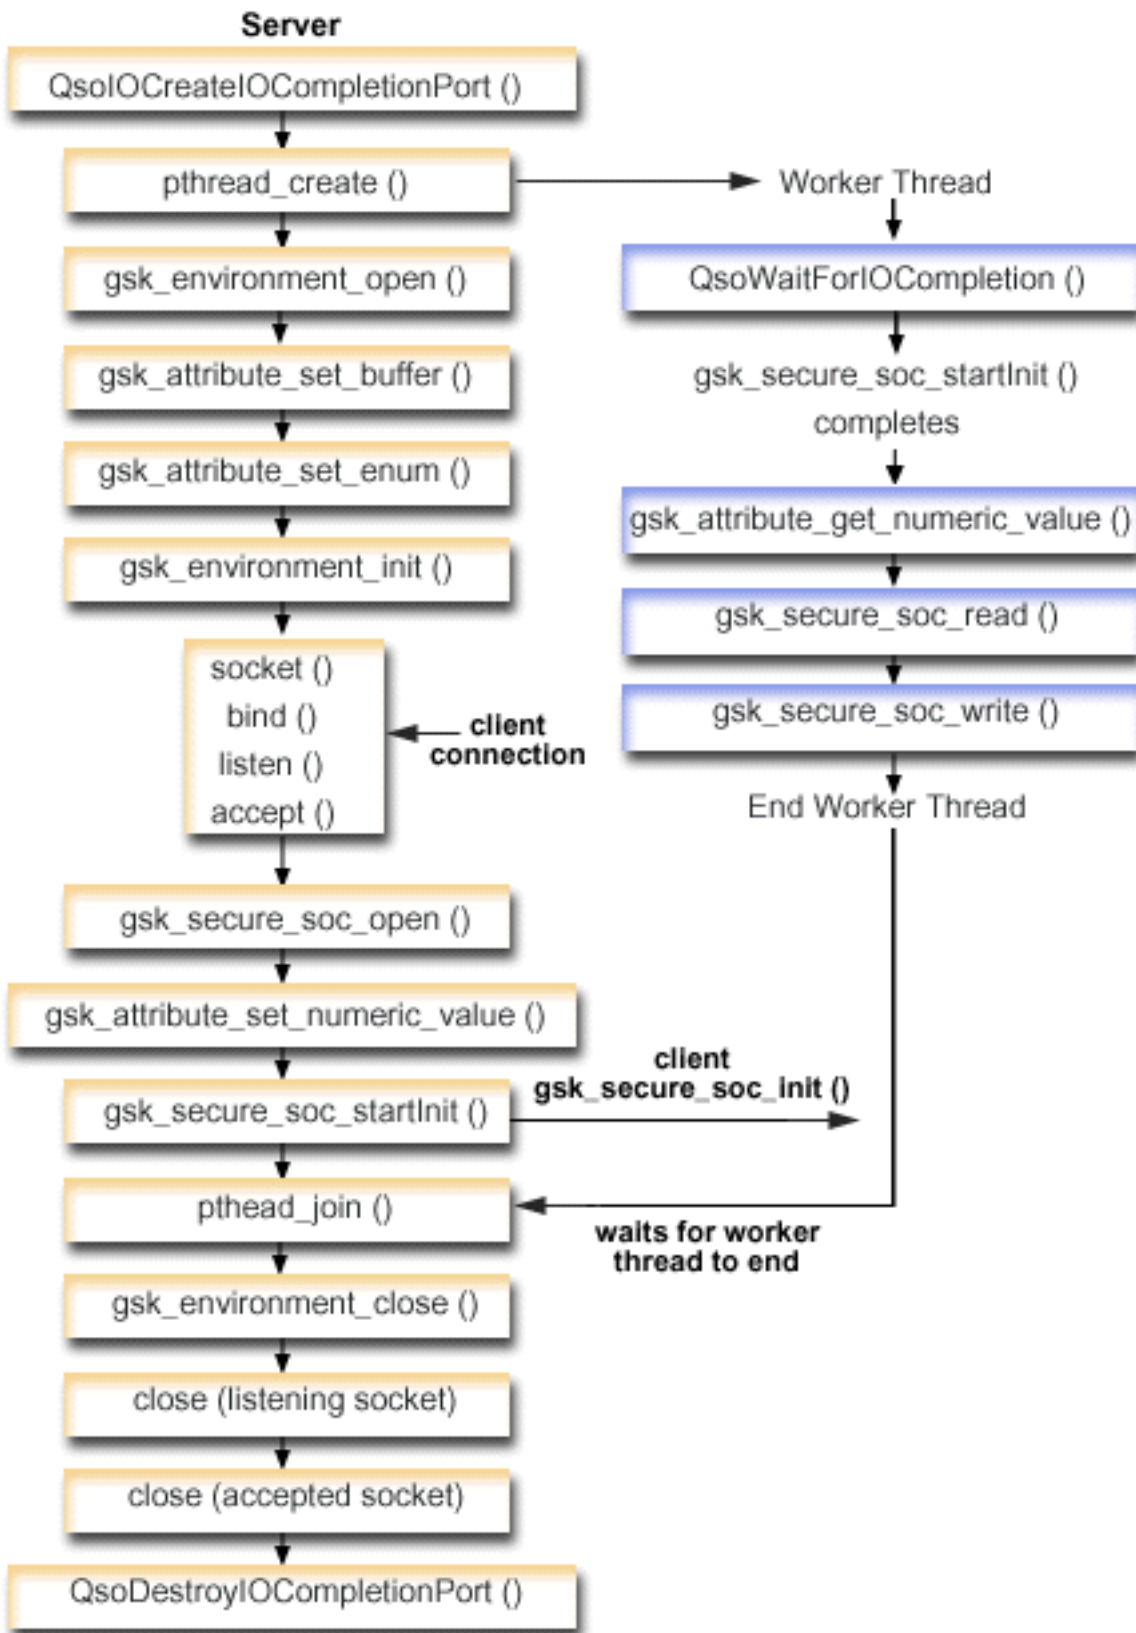 Server
QsoIOCreateIOCompletionPort ()
pthread_create ()
gsk_environment_open ()
gsk_attribute_set_buffer ()
gsk_attribute_set_enum ()
gsk_environment_init ()
socket ()
bind ()
listen ()
accept ()
client
connection
gsk_secure_soc_open ()
gsk_attribute_set_numeric_value ()
gsk_secure_soc_startInit ()
client
gsk_secure_soc_init ()
pthead_join ()
waits for worker
thread to end
gsk_environment_close ()
close (listening socket)
close (accepted socket)
QsoDestroyIOCompletionPort ()
Worker Thread
QsoWaitForIOCompletion ()
gsk_secure_soc_startInit ()
completes
gsk_attribute_get_numeric_value ()
gsk_secure_soc_read ()
gsk_secure_soc_write ()
End Worker Thread